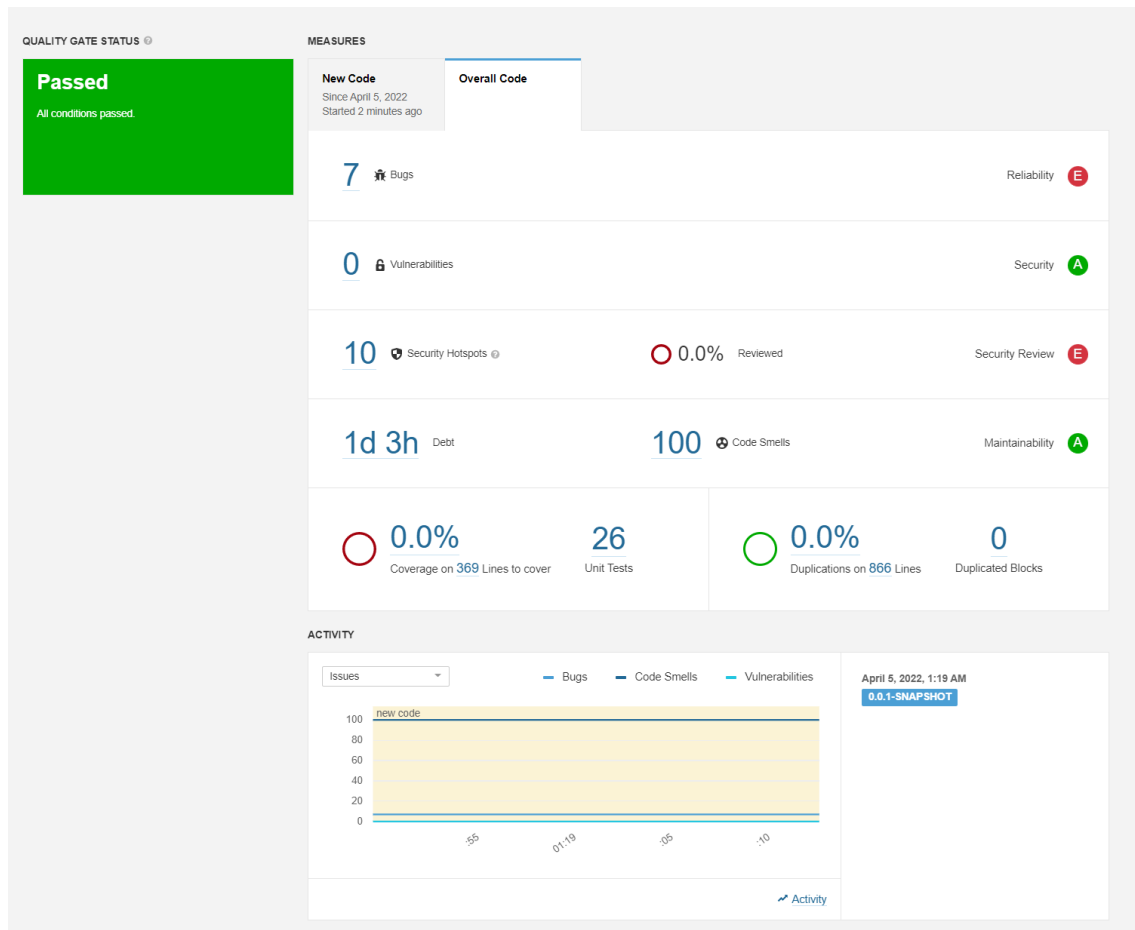 QUALITY GATE STATUS
MEASURES
Passed
All conditions passed.
New Code
Since April 5, 2022
Started 2 minutes ago
Overall Code
7 Bugs
Reliability E
0 Vulnerabilities
Security A
10 Security Hotspots ?
0.0% Reviewed
Security Review E
1d 3h Debt
100 Code Smells
Maintainability A
0.0%
Coverage on 369 Lines to cover
26
Unit Tests
0.0%
Duplications on 866 Lines
0
Duplicated Blocks
ACTIVITY
Issues
Bugs
Code Smells
Vulnerabilities
new code
100
80
60
40
20
0
:55
01:19
:05
:10
Activity
April 5, 2022, 1:19 AM
0.0.1-SNAPSHOT